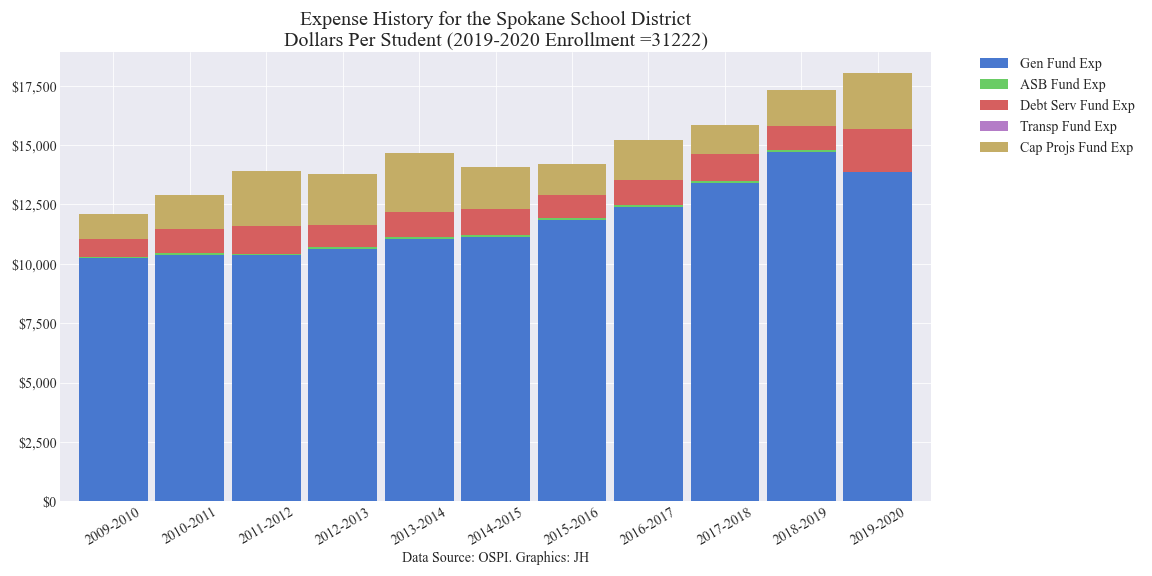 Expense History for the Spokane School District
Dollars Per Student (2019-2020 Enrollment =31222)
$17,500
$15,000
$12,500
$10,000
$7,500
$5,000
$2,500
$0
2009-2010
2010-2011
2011-2012
2012-2013
2013-2014
2014-2015
2015-2016
2016-2017
2017-2018
2018-2019
2019-2020
Data Source: OSPI. Graphics: JH
Gen Fund Exp
ASB Fund Exp
Debt Serv Fund Exp
Transp Fund Exp
Cap Projs Fund Exp